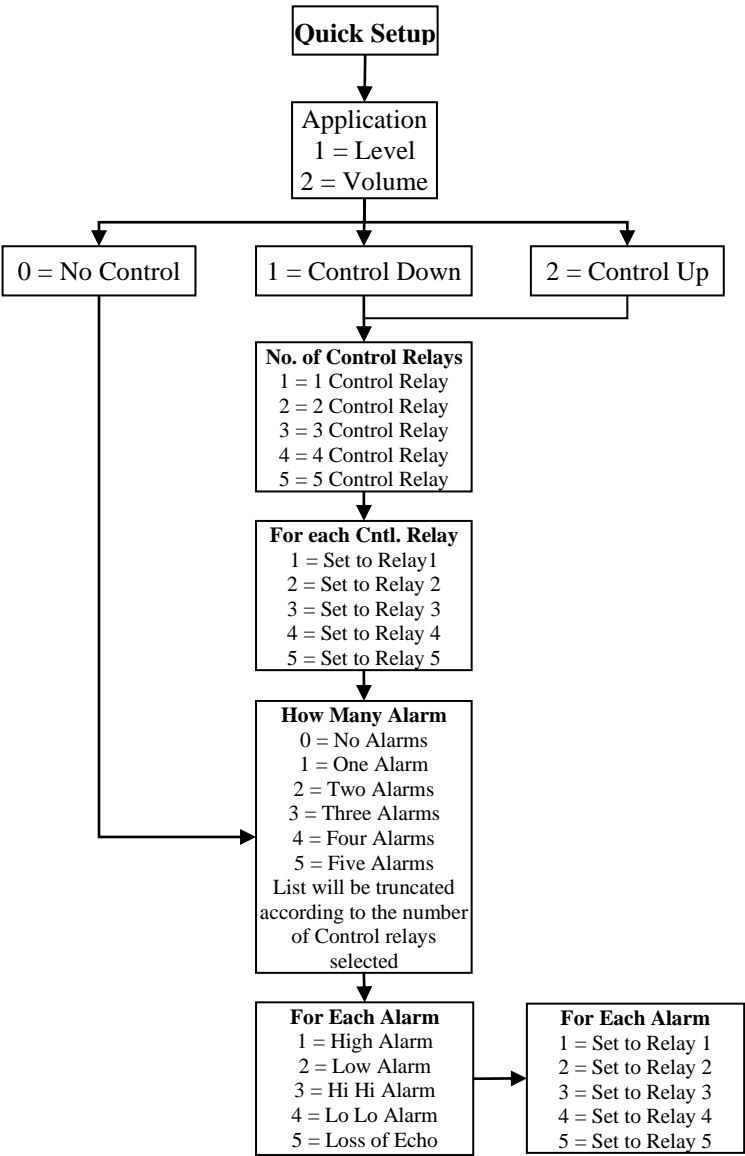 Quick Setup
Application
1 = Level
2 = Volume
0 = No Control
1 = Control Down
2 = Control Up
No. of Control Relays
1 = 1 Control Relay
2 = 2 Control Relay
3 = 3 Control Relay
4 = 4 Control Relay
5 = 5 Control Relay
For each Cntl. Relay
1 = Set to Relay1
2 = Set to Relay 2
3 = Set to Relay 3
4 = Set to Relay 4
5 = Set to Relay 5
How Many Alarm
0 = No Alarms
1 = One Alarm
2 = Two Alarms
3 = Three Alarms
4 = Four Alarms
5 = Five Alarms
List will be truncated
according to the number
of Control relays
selected
For Each Alarm
1 = High Alarm
2 = Low Alarm
3 = Hi Hi Alarm
4 = Lo Lo Alarm
5 = Loss of Echo
For Each Alarm
1 = Set to Relay 1
2 = Set to Relay 2
3 = Set to Relay 3
4 = Set to Relay 4
5 = Set to Relay 5